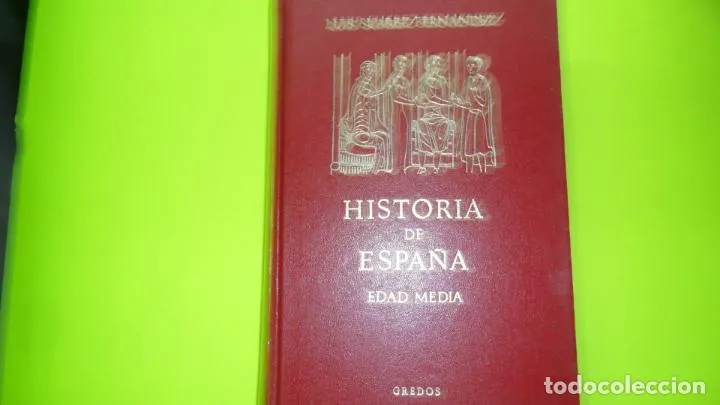 LUIS SUAREZ FERNANDEZ
HISTORIA
DE
ESPAÑA
EDAD MEDIA
GREDOS
todocoleccion